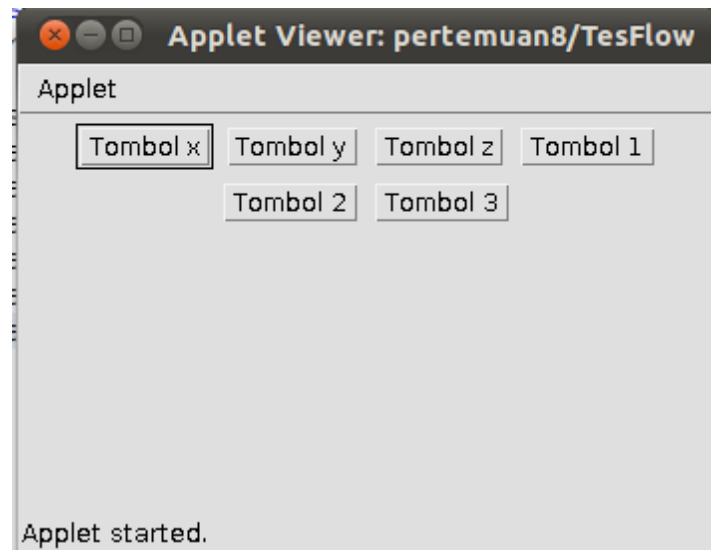 Applet Viewer: pertemuan8/TesFlow
Applet
Tombol x Tombol y Tombol z Tombol 1
Tombol 2 Tombol 3
Applet started.